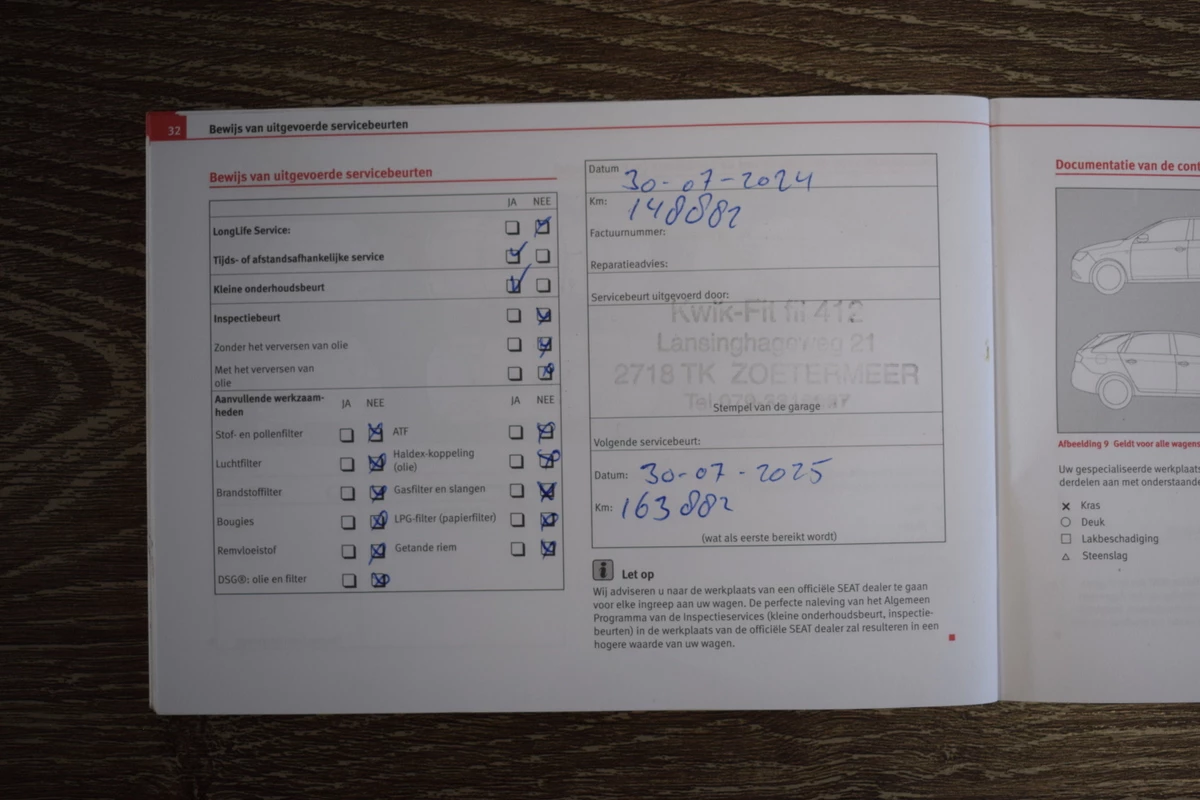 32 Bewijs van uitgevoerde servicebeurten
Bewijs van uitgevoerde servicebeurten
JA NEE
LongLife Service:
Tijds- of afstandsafhankelijke service
Kleine onderhoudsbeurt
Inspectiebeurt
Zonder het verversen van olie
Met het verversen van
olie
Aanvullende werkzaam-
heden
JA NEE JA NEE
Stof- en pollenfilter ATF
Luchtfilter Haldex-koppeling
(olie)
Brandstoffilter Gasfilter en slangen
Bougies LPG-filter (papierfilter)
Remvloeistof Getande riem
DSG®: olie en filter
Datum 30-07-2024
Km: 148882
Factuurnummer:
Reparatieadvies:
Servicebeurt uitgevoerd door:
Kwik-Fit fil 412
Lansinghageweg 21
2718 TK ZOETERMEER
Stempel van de garage
Volgende servicebeurt:
Datum: 30-07-2025
Km: 163882
(wat als eerste bereikt wordt)
i Let op
Wij adviseren u naar de werkplaats van een officiële SEAT dealer te gaan
voor elke ingreep aan uw wagen. De perfecte naleving van het Algemeen
Programma van de Inspectieservices (kleine onderhoudsbeurt, inspectie-
beurten) in de werkplaats van de officiële SEAT dealer zal resulteren in een
hogere waarde van uw wagen.
Documentatie van de cont
Afbeelding 9 Geldt voor alle wagens
Uw gespecialiseerde werkplaats
derdelen aan met onderstaande
Kras
Deuk
Lakbeschadiging
Steenslag